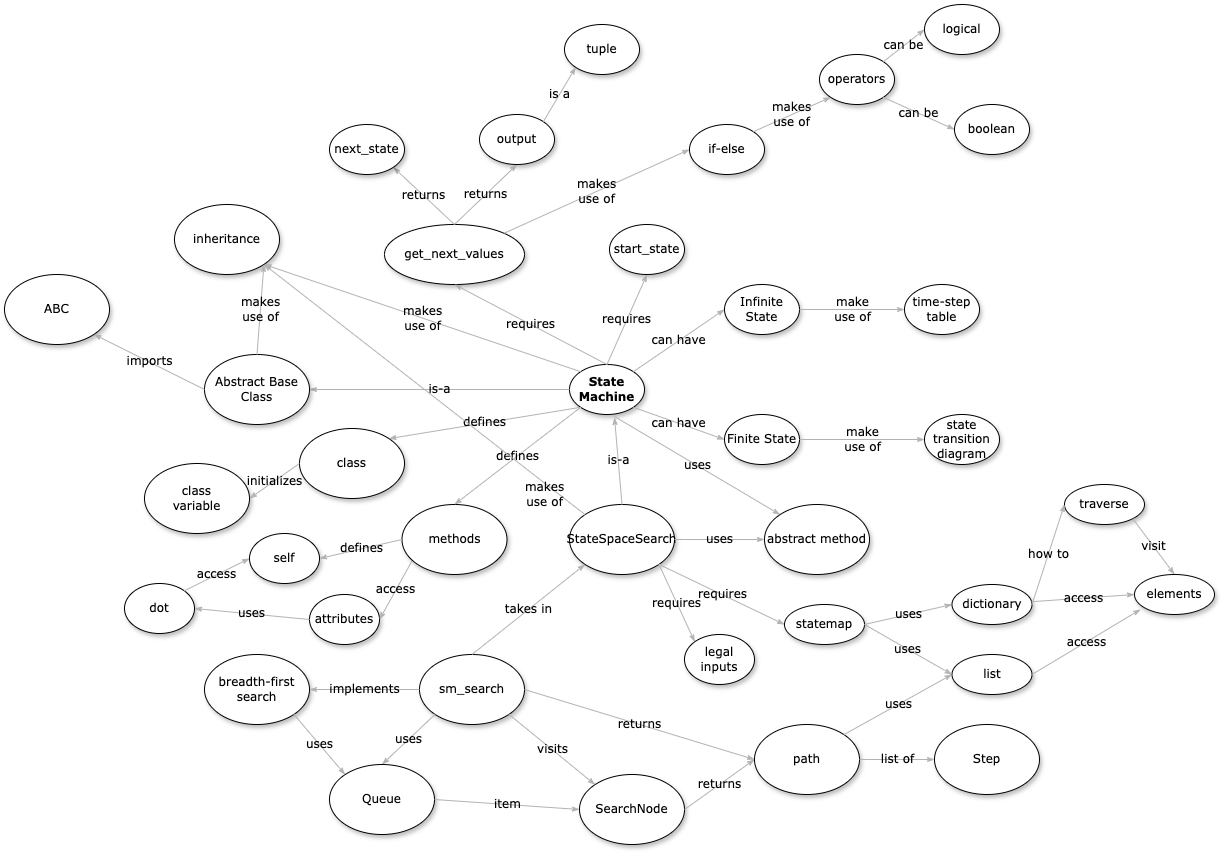 logical
can be
tuple
operators
is a
makes
use of
can be
boolean
output
next_state
if-else
returns
returns
makes
use of
inheritance
get_next_values
start_state
ABC
makes
use of
makes
use of
requires
requires
Infinite
State
make
use of
time-step
table
can have
imports
Abstract Base
Class
is-a
State
Machine
can have
defines
Finite State
make
use of
state
transition
diagram
class
defines
is-a
uses
initializes
class
variable
makes
use of
traverse
methods
StateSpaceSearch
uses
abstract method
defines
self
how to
visit
access
access
requires
requires
dot
uses
attributes
takes in
statemap
uses
dictionary
access
elements
uses
access
legal
inputs
list
breadth-first
search
implements
sm_search
uses
returns
uses
uses
visits
path
list of
Step
returns
Queue
item
SearchNode